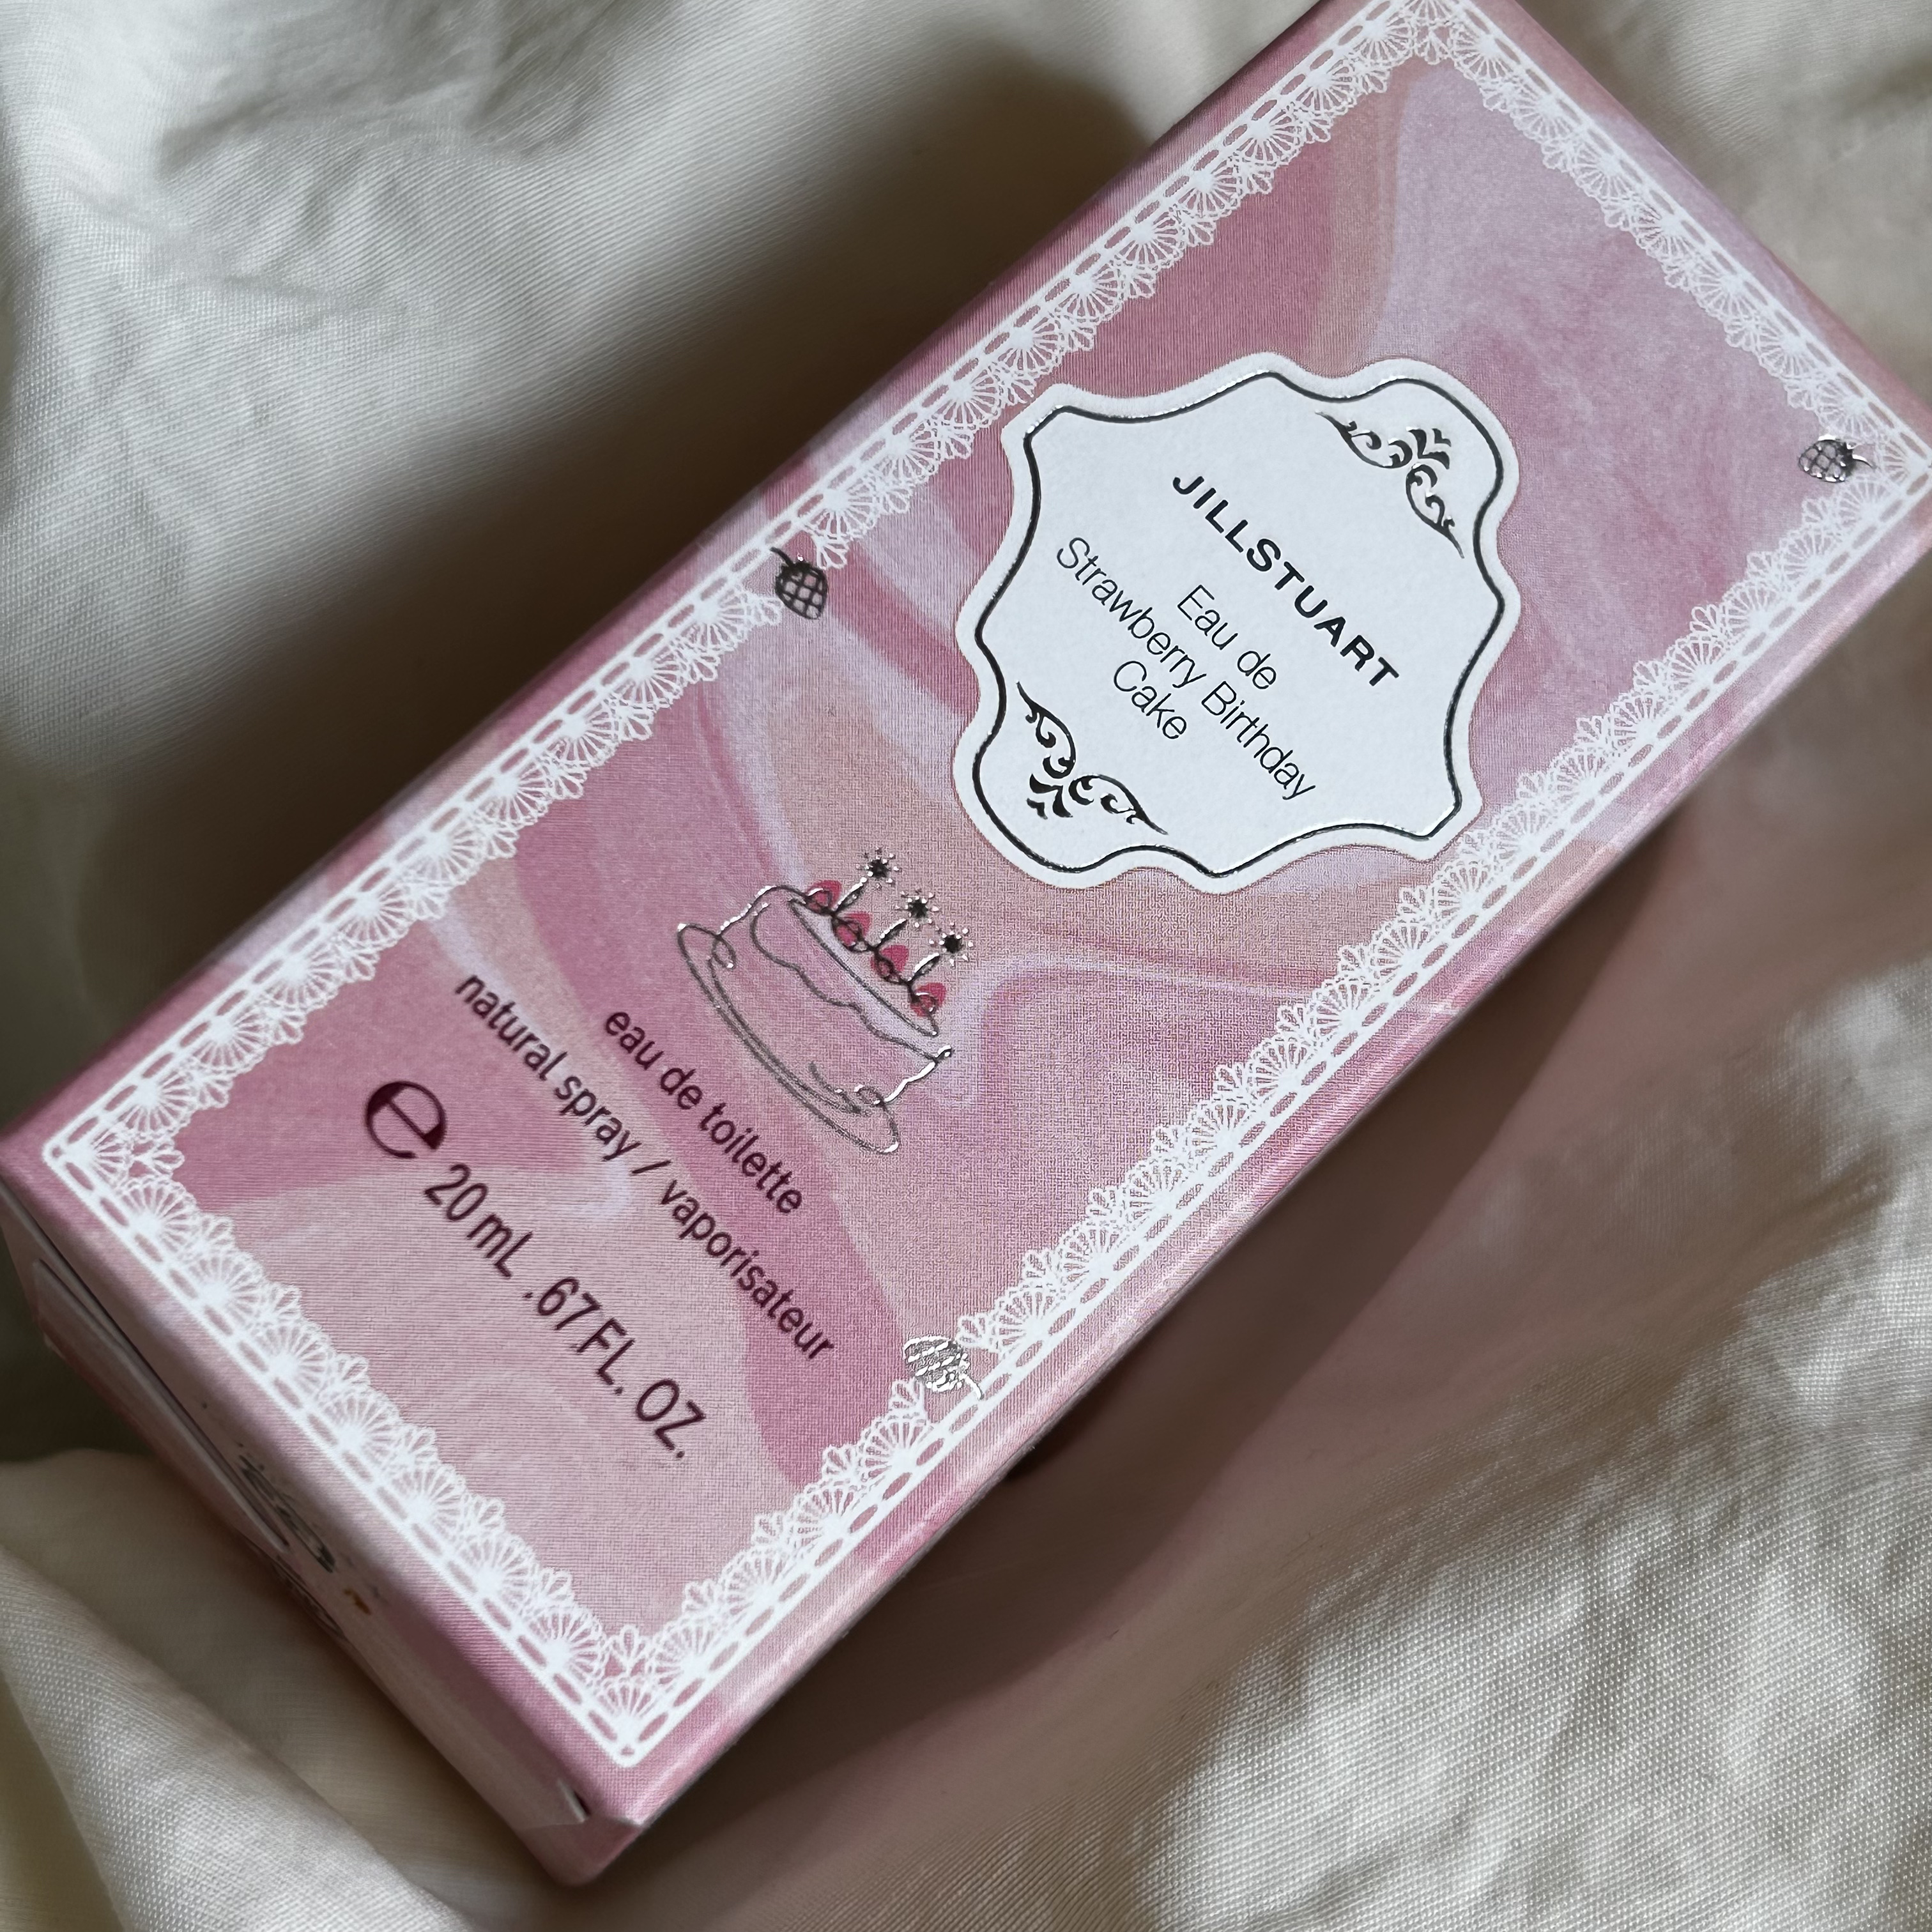 JILLSTUART
Eau de
Strawberry Birthday
Cake
eau de toilette
natural spray / vaporisateur
℮ 20 mL .67 FL. OZ.